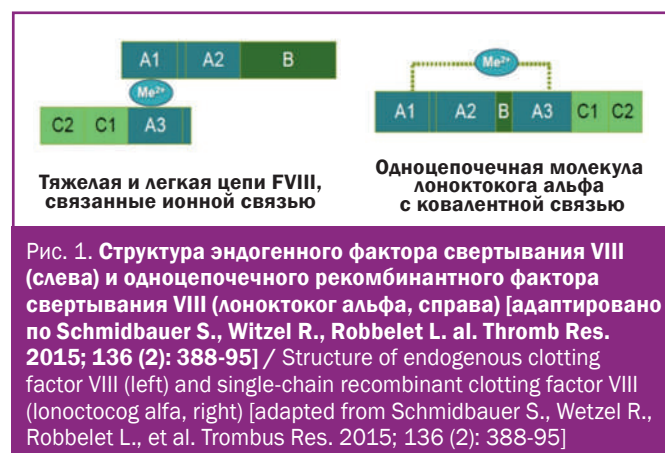 A1 A2 B
Me²⁺
C2 C1 A3
Тяжелая и легкая цепи FVIII,
связанные ионной связью
Me²⁺
A1 A2 B A3 C1 C2
Одноцепочечная молекула
лоноктокога альфа
с ковалентной связью
Рис. 1. Структура эндогенного фактора свертывания VIII
(слева) и одноцепочечного рекомбинантного фактора
свертывания VIII (лоноктоког альфа, справа) [адаптировано
по Schmidbauer S., Witzel R., Robbelet L. al. Thromb Res.
2015; 136 (2): 388-95] / Structure of endogenous clotting
factor VIII (left) and single-chain recombinant clotting factor VIII
(lonoctocog alfa, right) [adapted from Schmidbauer S., Wetzel R.,
Robbelet L., et al. Trombus Res. 2015; 136 (2): 388-95]